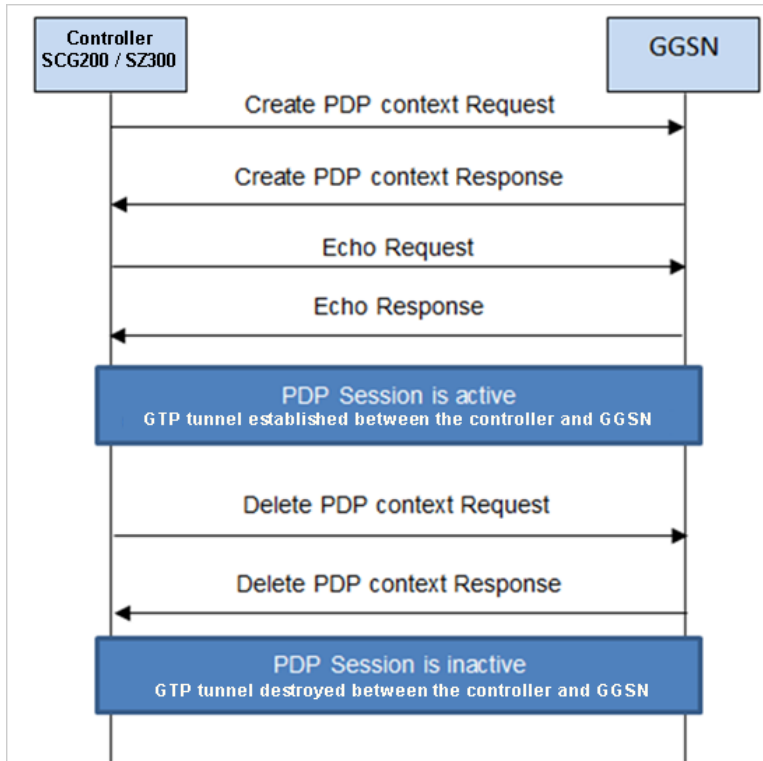 Controller
SCG200 / SZ300
GGSN
Create PDP context Request
Create PDP context Response
Echo Request
Echo Response
PDP Session is active
GTP tunnel established between the controller and GGSN
Delete PDP context Request
Delete PDP context Response
PDP Session is inactive
GTP tunnel destroyed between the controller and GGSN